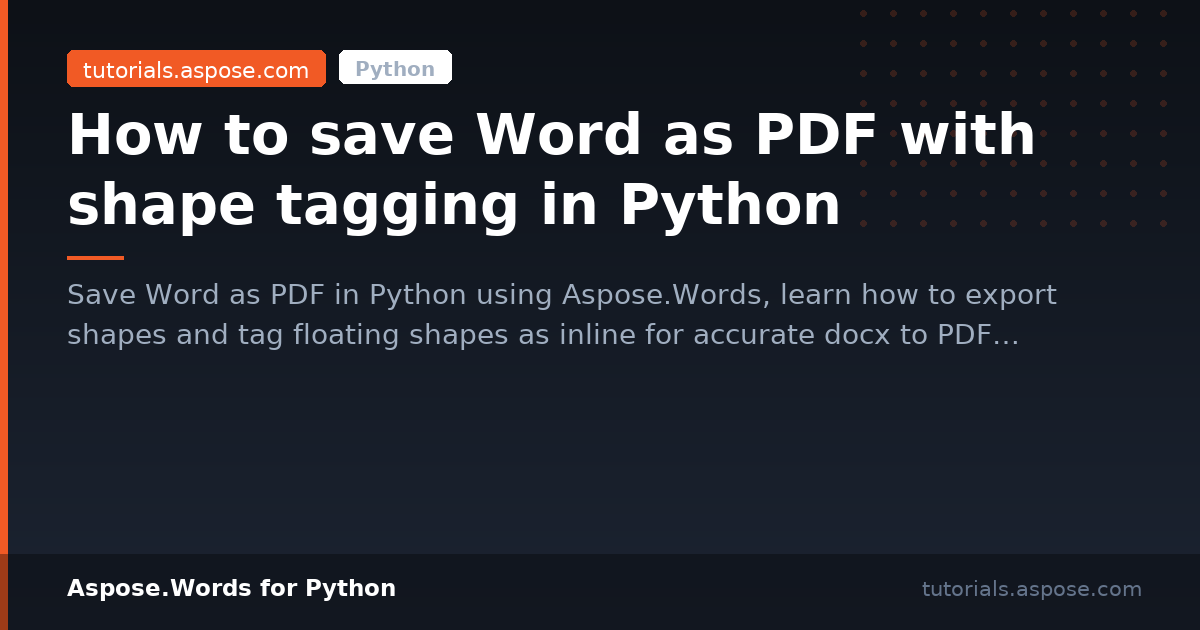 tutorials.aspose.com
Python
How to save Word as PDF with
shape tagging in Python
Save Word as PDF in Python using Aspose.Words, learn how to export
shapes and tag floating shapes as inline for accurate docx to PDF...
Aspose.Words for Python
tutorials.aspose.com